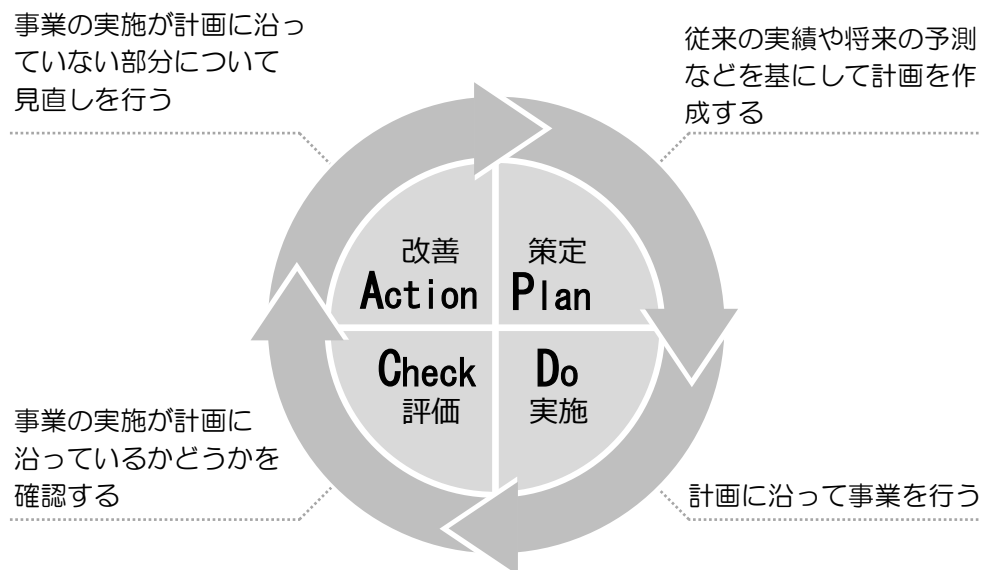 事業の実施が計画に沿っ
ていない部分について
見直しを行う
従来の実績や将来の予測
などを基にして計画を作
成する
改善
Action
策定
Plan
Check
評価
Do
実施
事業の実施が計画に
沿っているかどうかを
確認する
計画に沿って事業を行う